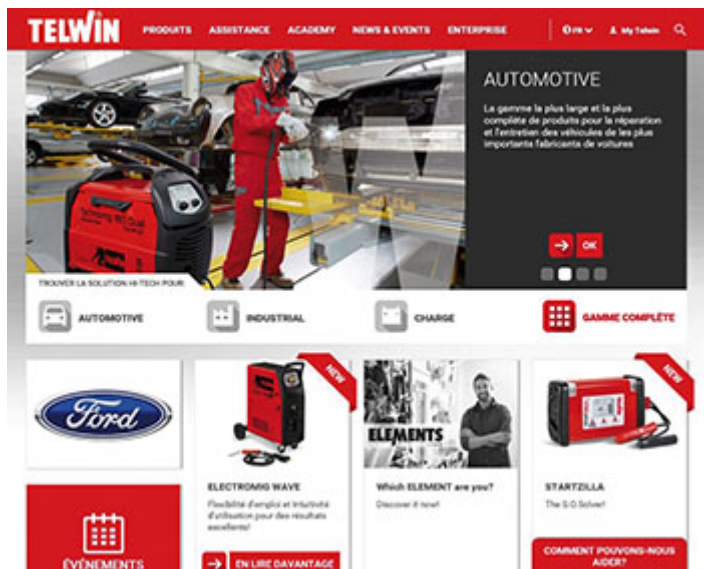 TELWIN
PRODUITS ASSISTANCE ACADEMY NEWS & EVENTS ENTERPRISE FR My Telwin
AUTOMOTIVE
La gamme la plus large et la plus
complète de produits pour la réparation
et l'entretien des véhicules de les plus
importants fabricants de voitures
OK
TROUVER LA SOLUTION HI-TECH POUR:
AUTOMOTIVE INDUSTRIAL CHARGE GAMME COMPLÈTE
Ford
NEW
ELECTROMIG WAVE
Flexibilité d'emploi et intuitivité
d'utilisation pour des résultats
excellents!
EN LIRE DAVANTAGE
ELEMENTS
Which ELEMENT are you?
Discover it now!
NEW
STARTZILLA
The S.O.Solver!
ÉVÉNEMENTS
COMMENT POUVONS-NOUS
AIDER?